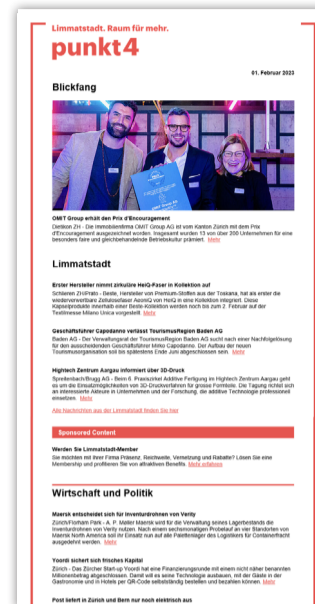 Limmatstadt. Raum für mehr.
punkt4
01. Februar 2023
Blickfang
OMIT Group erhält den Prix d'Encouragement
Dietikon ZH - Die Immobilienfirma OMIT Group AG ist vom Kanton Zürich mit dem Prix
d'Encouragement ausgezeichnet worden. Insgesamt wurden 13 von über 200 Unternehmen für eine
besonders faire und gleichbehandelnde Betriebskultur prämiert. Mehr
Limmatstadt
Erster Hersteller nimmt zirkuläre HeiQ-Faser in Kollektion auf
Schlieren ZH/Prato - Beste, Hersteller von Premium-Stoffen aus der Toskana, hat als erster die
wiederverwertbare Zellulosefaser AeoniQ von HeiQ in eine Kollektion integriert. Diese
Kapselprodukte innerhalb einer Beste-Kollektion werden noch bis zum 2. Februar auf der
Textilmesse Milano Unica vorgestellt. Mehr
Geschäftsführer Capodanno verlässt TourismusRegion Baden AG
Baden AG - Der Verwaltungsrat der TourismusRegion Baden AG sucht nach einer Nachfolgelösung
für den ausscheidenden Geschäftsführer Mirko Capodanno. Der Aufbau der neuen
Tourismusorganisation soll bis spätestens Ende Juni abgeschlossen sein. Mehr
Hightech Zentrum Aargau informiert über 3D-Druck
Spreitenbach/Brugg AG - Beim 6. Praxiszirkel Additive Fertigung im Hightech Zentrum Aargau geht
es um die Einsatzmöglichkeiten von 3D-Druckverfahren für grosse Formteile. Die Tagung richtet sich
an interessierte Akteure in Unternehmen und der Forschung, die additive Technologie professionell
einsetzen. Mehr
Alle Nachrichten aus der Limmatstadt finden Sie hier
Sponsored Content
Werden Sie Limmatstadt-Member
Sie möchten mit Ihrer Firma Präsenz, Reichweite, Vernetzung und Rabatte? Lösen Sie eine
Membership und profitieren Sie von attraktiven Benefits. Mehr erfahren
Wirtschaft und Politik
Maersk entscheidet sich für Inventurdrohnen von Verity
Zürich/Florham Park - A. P. Møller Maersk wird für die Verwaltung seines Lagerbestands die
Inventurdrohnen von Verity nutzen. Nach einem sechsmonatigen Probelauf an vier Standorten von
Maersk North America soll ihr Einsatz nun auf alle Palettenlager des Logistikers für Containerfracht
ausgedehnt werden. Mehr
Yoordi sichert sich frisches Kapital
Zürich - Das Zürcher Start-up Yoordi hat eine Finanzierungsrunde mit einem nicht näher benannten
Millionenbetrag abgeschlossen. Damit will es seine Technologie ausbauen, mit der Gäste in der
Gastronomie und in Hotels per QR-Code selbstständig bestellen und bezahlen können. Mehr
Post liefert in Zürich und Bern nur noch elektrisch aus